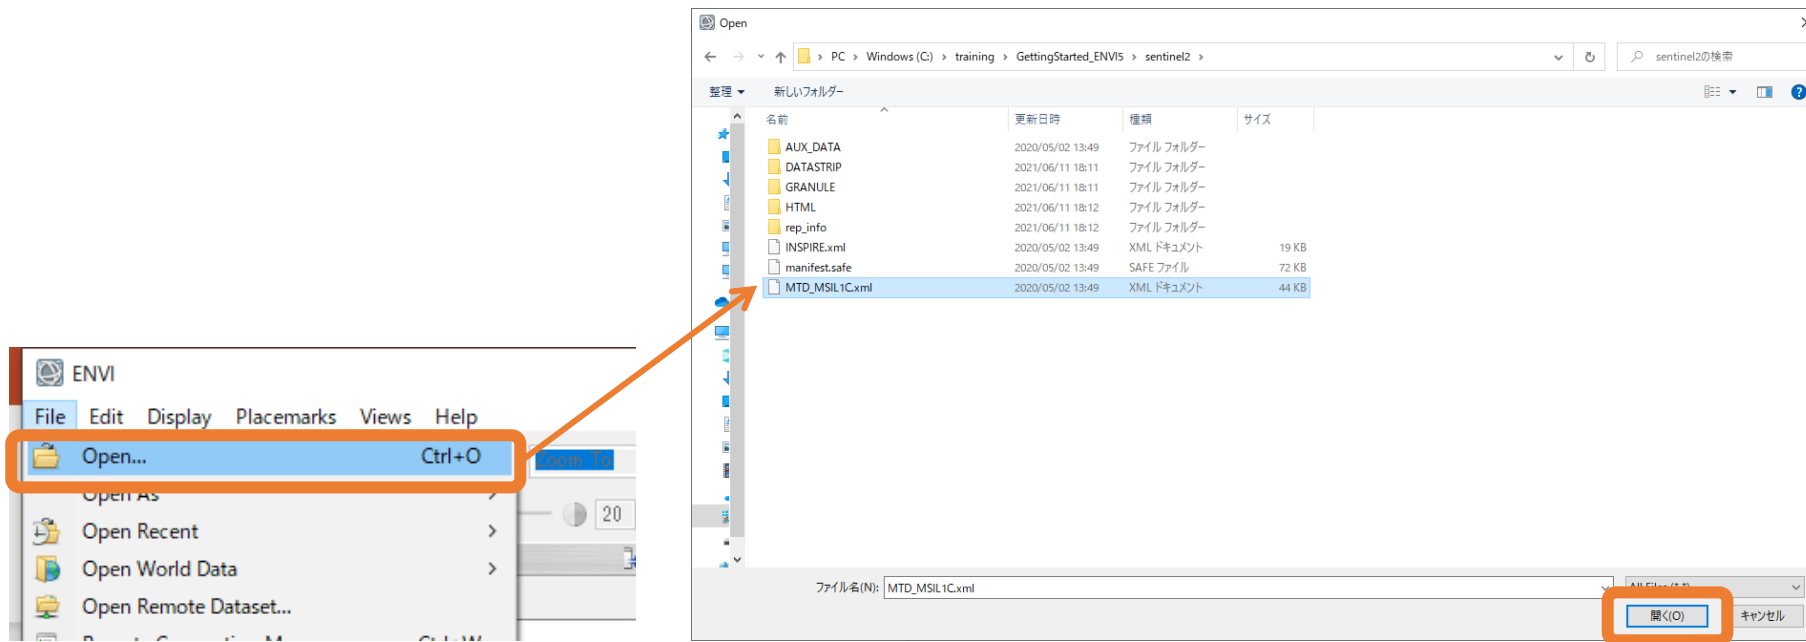 Open
PC > Windows (C:) > training > GettingStarted_ENVI5 > sentinel2 >
sentinel2の検索
整理 新しいフォルダー
名前 更新日時 種類 サイズ
AUX_DATA 2020/05/02 13:49 ファイル フォルダー
DATASTRIP 2021/06/11 18:11 ファイル フォルダー
GRANULE 2021/06/11 18:11 ファイル フォルダー
HTML 2021/06/11 18:12 ファイル フォルダー
rep_info 2021/06/11 18:12 ファイル フォルダー
INSPIRE.xml 2020/05/02 13:49 XML ドキュメント 19 KB
manifest.safe 2020/05/02 13:49 SAFE ファイル 72 KB
MTD_MSIL1C.xml 2020/05/02 13:49 XML ドキュメント 44 KB
ファイル名(N): MTD_MSIL1C.xml
開く(O) キャンセル
ENVI
File Edit Display Placemarks Views Help
Open... Ctrl+O
Zoom To
Open As
20
Open Recent
Open World Data
Open Remote Dataset...